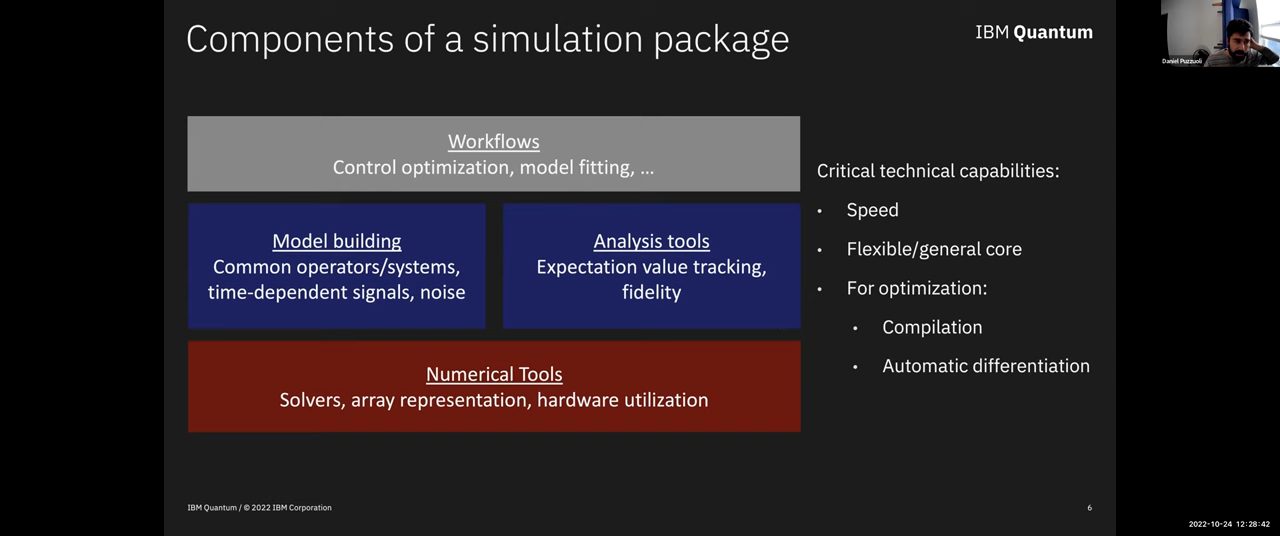 Components of a simulation package
IBM Quantum
Daniel Puzzuoli
Workflows
Control optimization, model fitting, ...
Model building
Common operators/systems,
time-dependent signals, noise
Analysis tools
Expectation value tracking,
fidelity
Numerical Tools
Solvers, array representation, hardware utilization
Critical technical capabilities:
• Speed
• Flexible/general core
• For optimization:
• Compilation
• Automatic differentiation
IBM Quantum / © 2022 IBM Corporation
6
2022-10-24 12:28:42